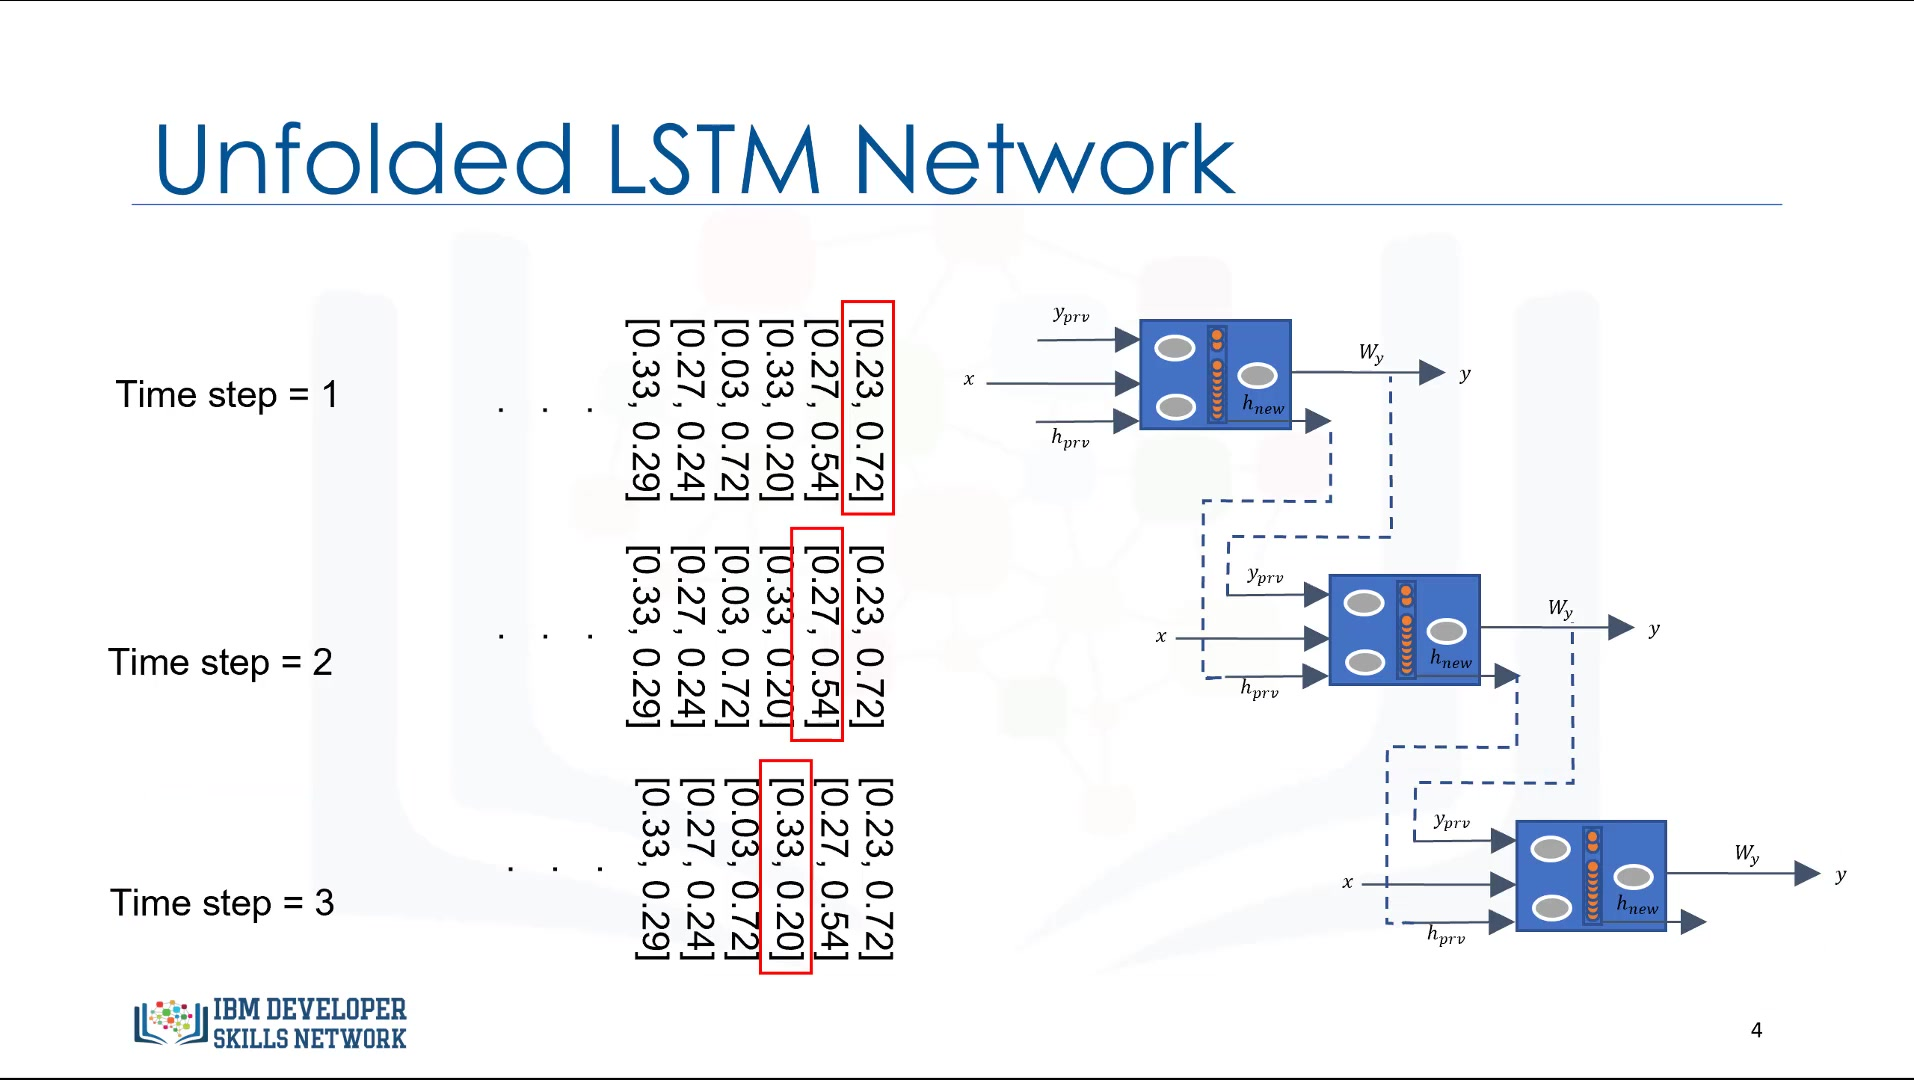 Unfolded LSTM Network
Time step = 1
. . .
[0.33, 0.29]
[0.27, 0.24]
[0.03, 0.72]
[0.33, 0.20]
[0.27, 0.54]
[0.23, 0.72]
y_prv
x
h_prv
h_new
W_y
y
Time step = 2
. . .
[0.33, 0.29]
[0.27, 0.24]
[0.03, 0.72]
[0.33, 0.20]
[0.27, 0.54]
[0.23, 0.72]
y_prv
x
h_prv
h_new
W_y
y
Time step = 3
. . .
[0.33, 0.29]
[0.27, 0.24]
[0.03, 0.72]
[0.33, 0.20]
[0.27, 0.54]
[0.23, 0.72]
y_prv
x
h_prv
h_new
W_y
y
IBM DEVELOPER
SKILLS NETWORK
4